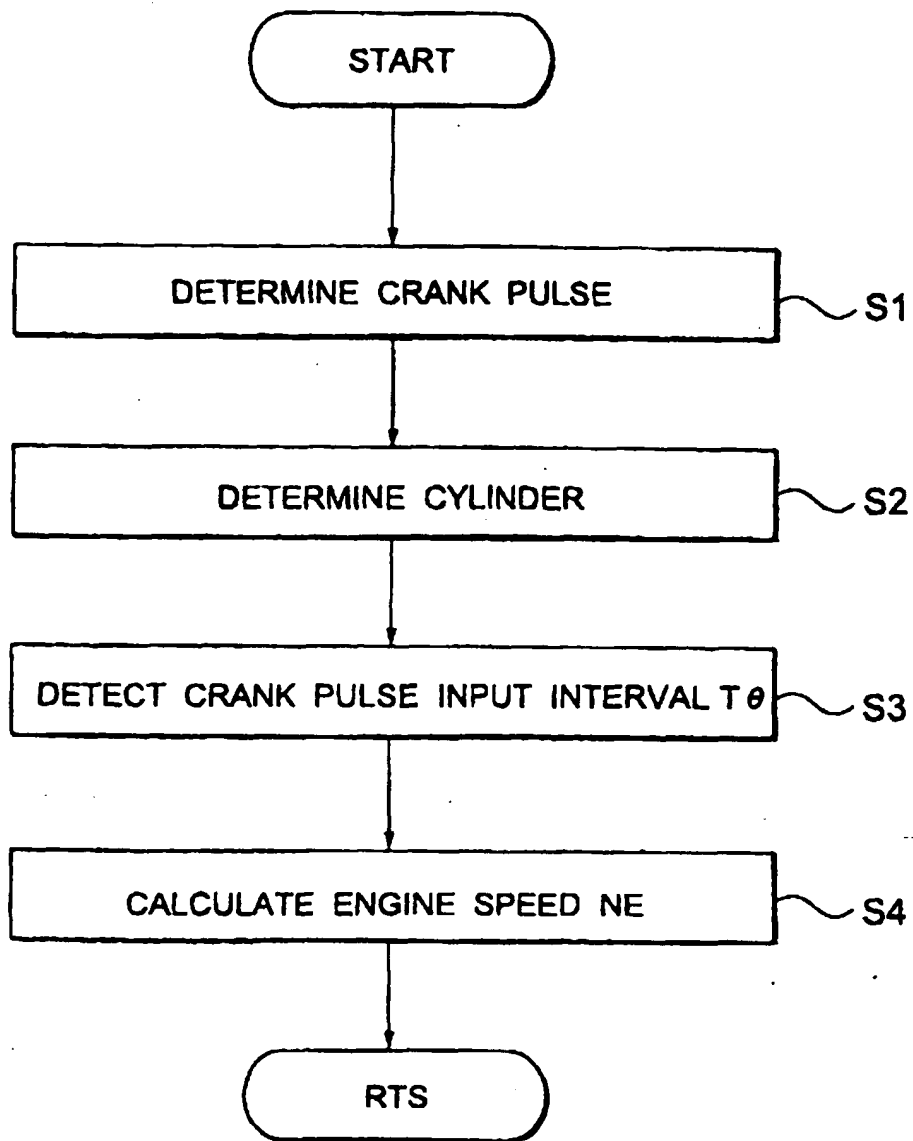 START
DETERMINE CRANK PULSE
S1
DETERMINE CYLINDER
S2
DETECT CRANK PULSE INPUT INTERVAL T θ
S3
CALCULATE ENGINE SPEED NE
S4
RTS